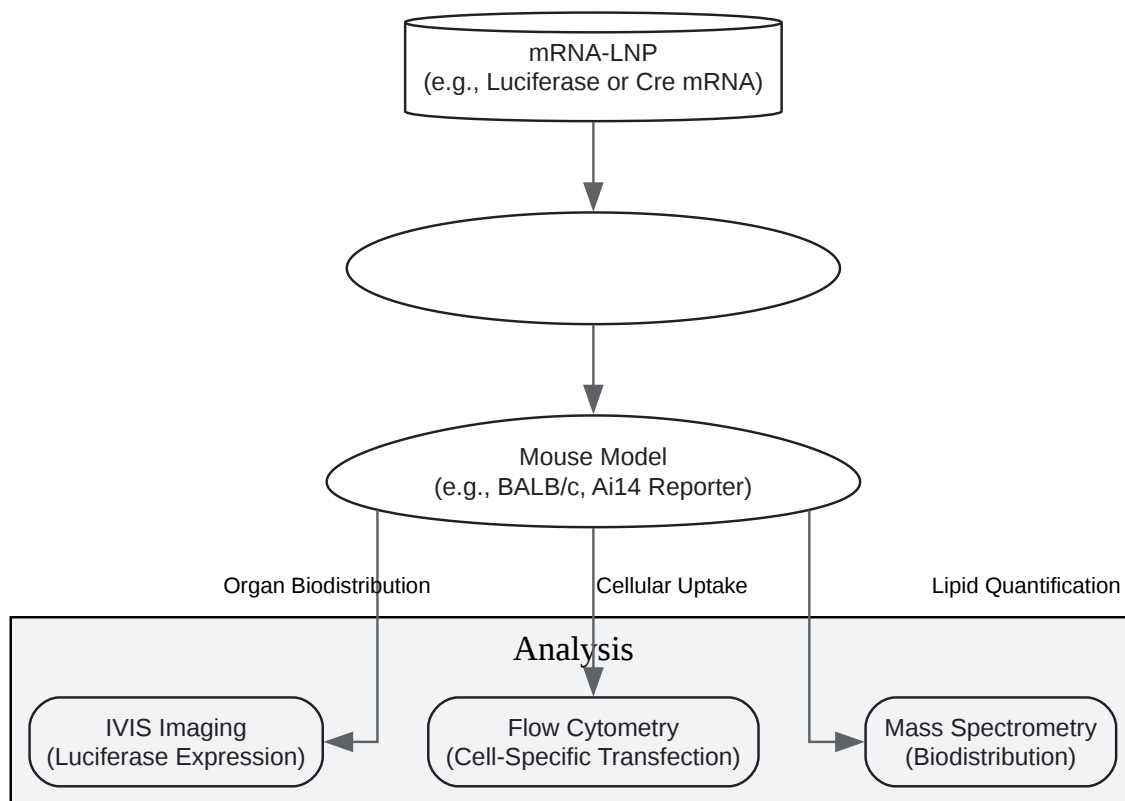 mRNA-LNP
(e.g., Luciferase or Cre mRNA)
Mouse Model
(e.g., BALB/c, Ai14 Reporter)
Organ Biodistribution
Cellular Uptake
Lipid Quantification
Analysis
IVIS Imaging
(Luciferase Expression)
Flow Cytometry
(Cell-Specific Transfection)
Mass Spectrometry
(Biodistribution)